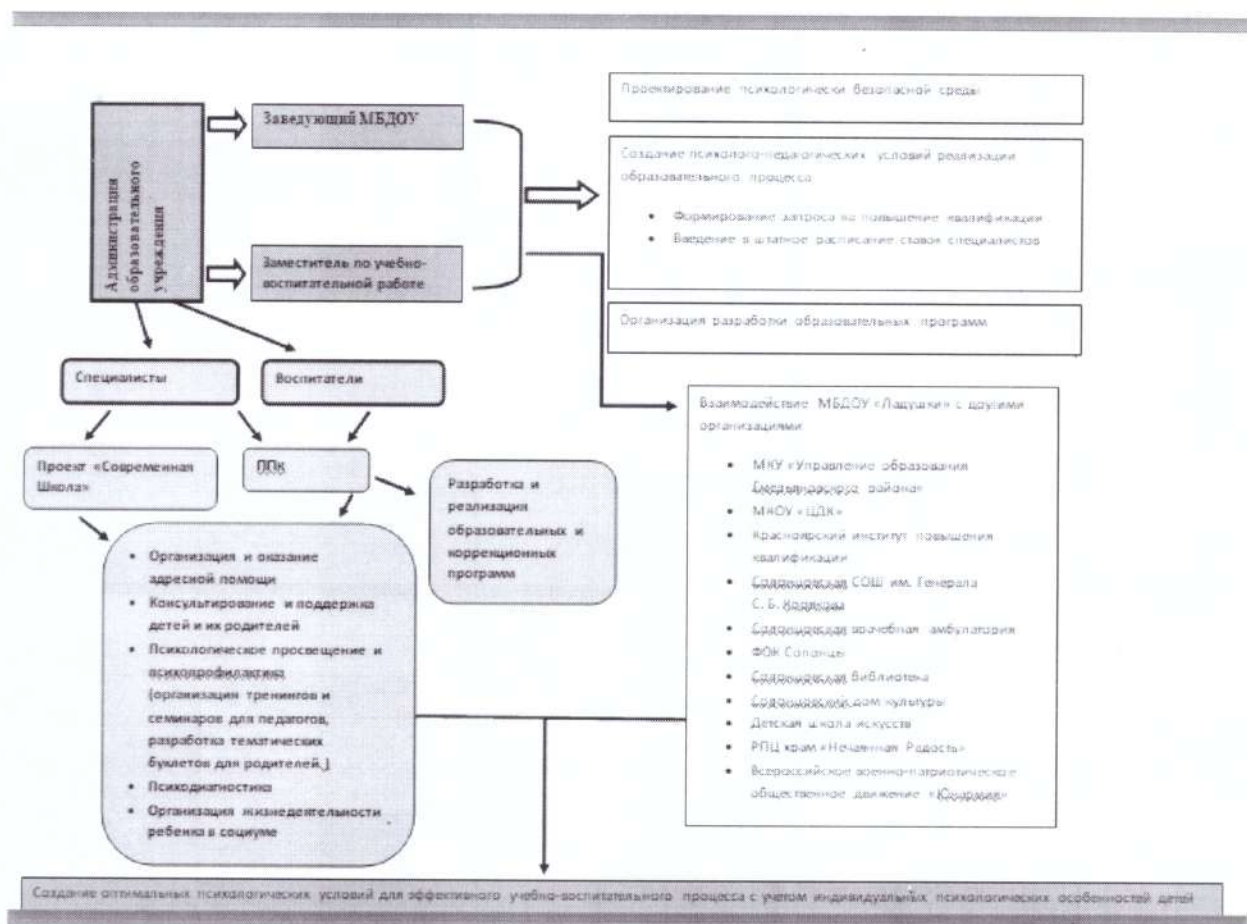 Администрация
образовательного
учреждения
Заведующий МБДОУ
Заместитель по учебно-
воспитательной работе
Проектирование психологически безопасной среды
Создание психолого-педагогических условий реализации
образовательного процесса
• Формирование запроса на повышение квалификации
• Введение в штатное расписание ставок специалистов
Организация разработки образовательных программ
Специалисты
Воспитатели
Проект «Современная
Школа»
ППк
Разработка и
реализация
образовательных и
коррекционных
программ
• Организация и оказание
адресной помощи
• Консультирование и поддержка
детей и их родителей
• Психологическое просвещение и
психопрофилактика
(организация тренингов и
семинаров для педагогов,
разработка тематических
буклетов для родителей.)
• Психодиагностика
• Организация жизнедеятельности
ребенка в социуме
Взаимодействие МБДОУ «Ладушки» с другими
организациями
• МКУ «Управление образования
Емельяновского района»
• «ЦДК»
• Красноярский институт повышения
квалификации
• Солонцовская СОШ им. Генерала
С. Б.
• Солонцовская врачебная амбулатория
• ФОК Солонцы
• Солонцовская библиотека
• Солонцовский дом культуры
• Детская школа искусств
• РПЦ храм «Нечаянная Радость»
• Всероссийское военно-патриотическое
общественное движение «Юнармия»
Создание оптимальных психологических условий для эффективного учебно-воспитательного процесса с учетом индивидуальных психологических особенностей детей